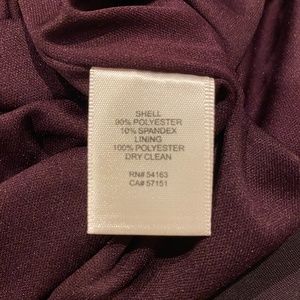 SHELL
90% POLYESTER
10% SPANDEX
LINING
100% POLYESTER
DRY CLEAN
RN# 54163
CA# 57151